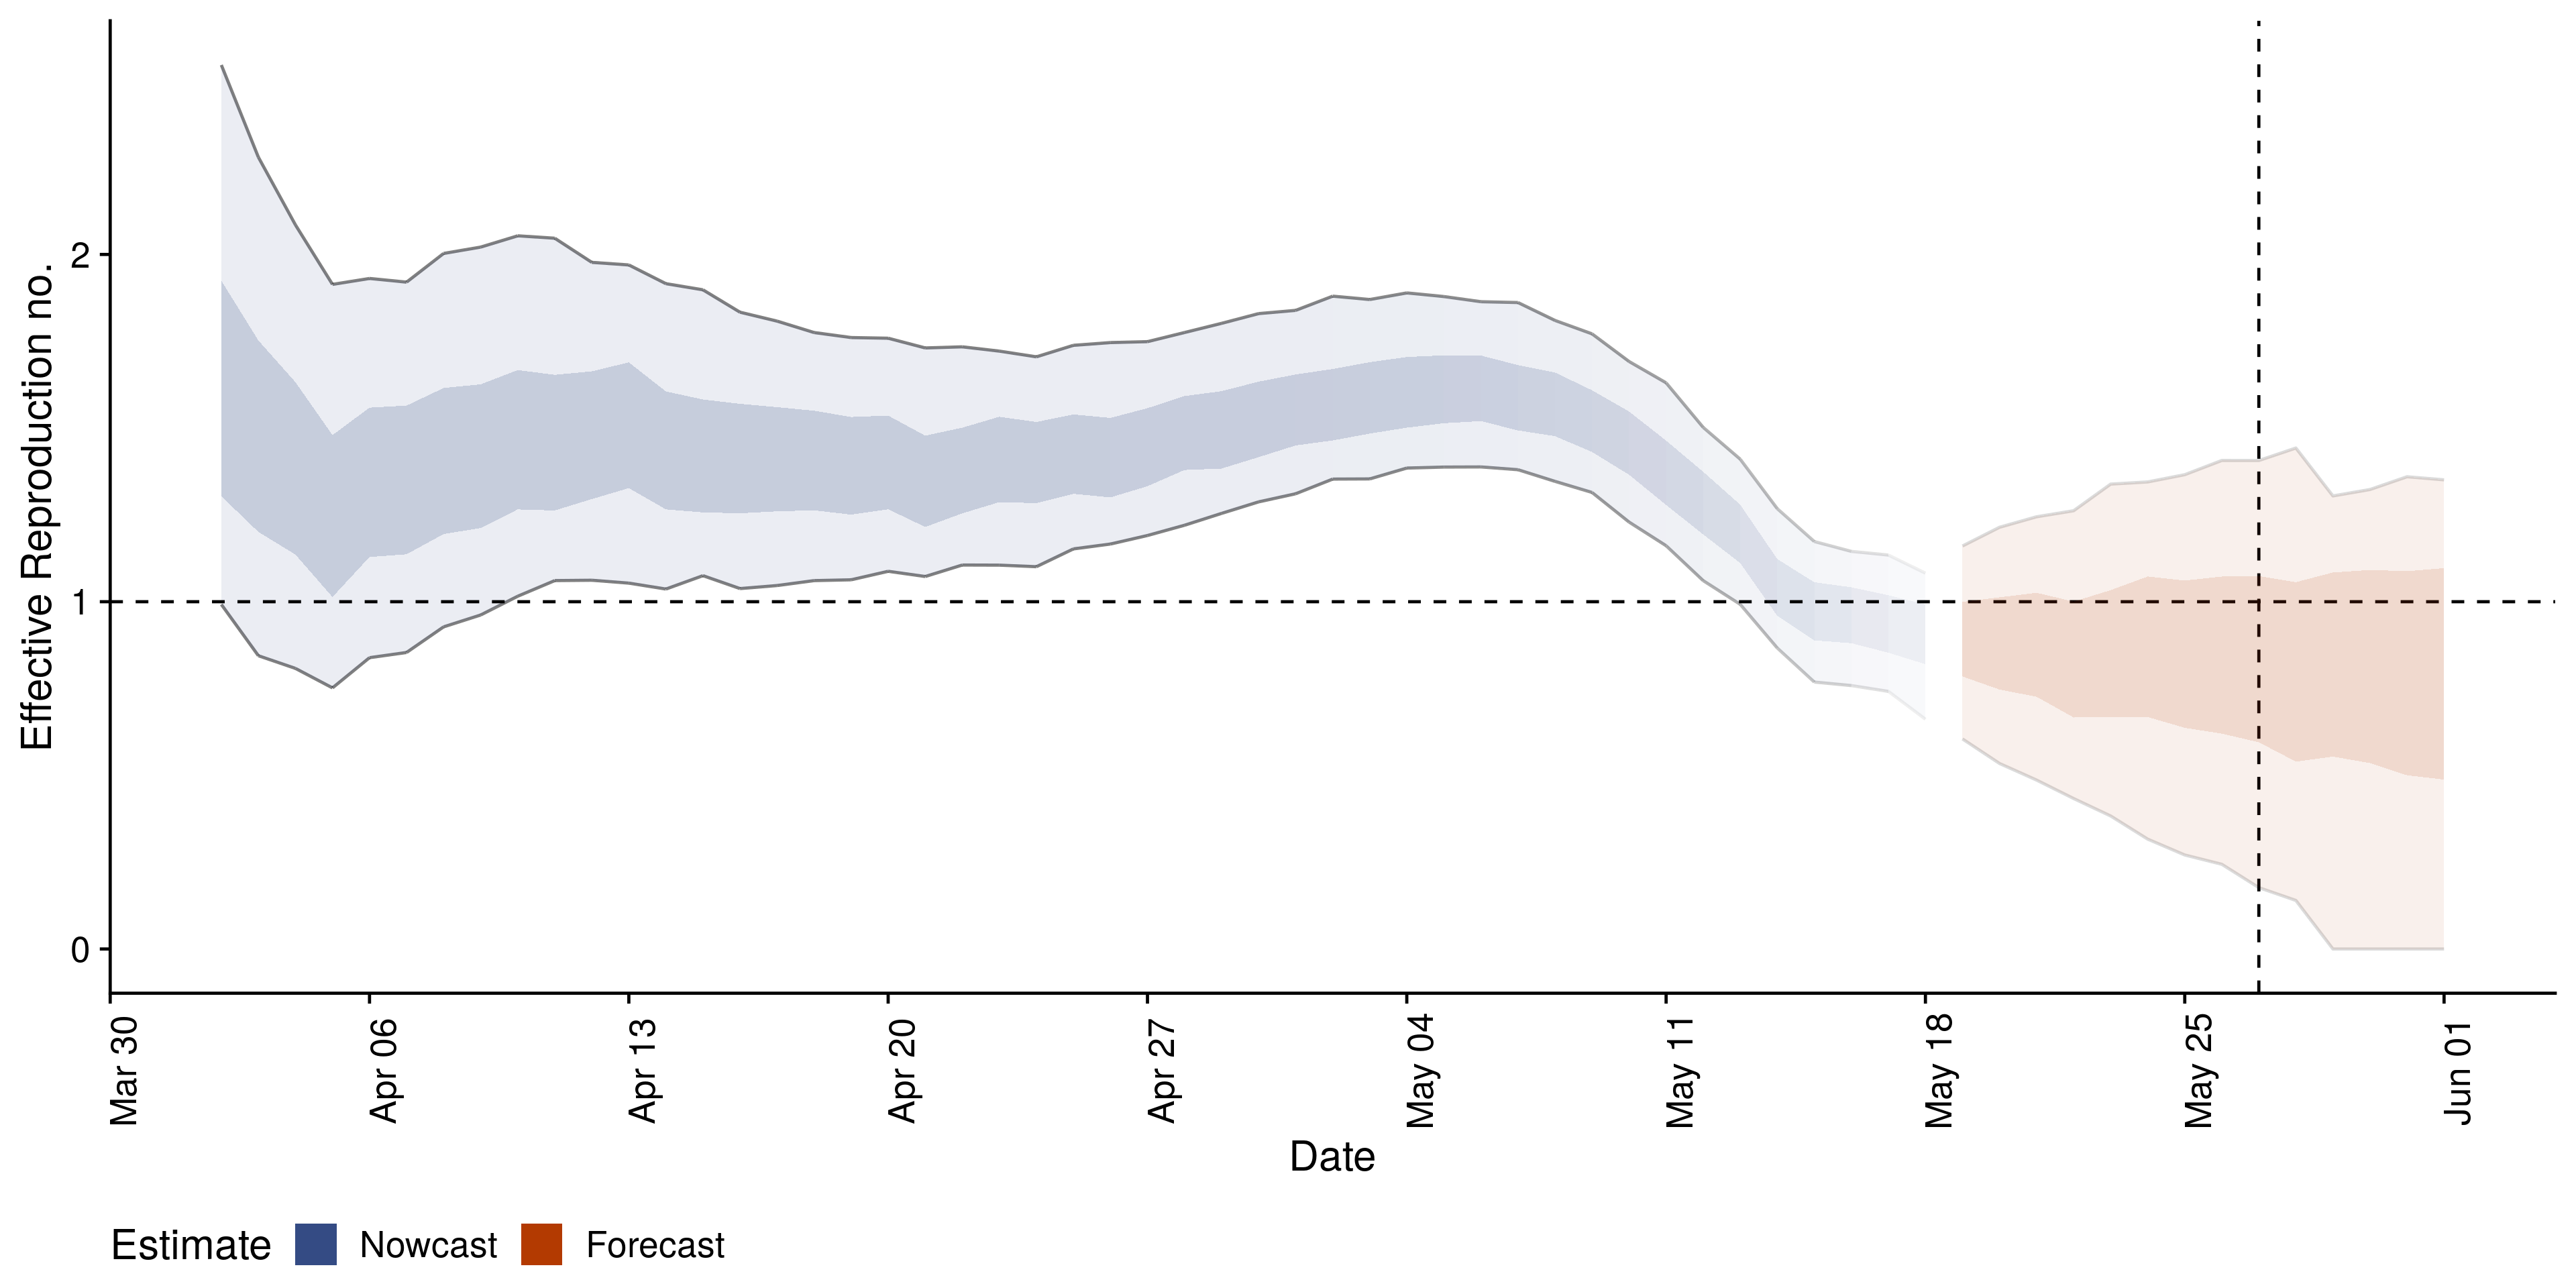 Effective Reproduction no.
2
1
0
Mar 30
Apr 06
Apr 13
Apr 20
Apr 27
May 04
May 11
May 18
May 25
Jun 01
Date
Estimate Nowcast Forecast